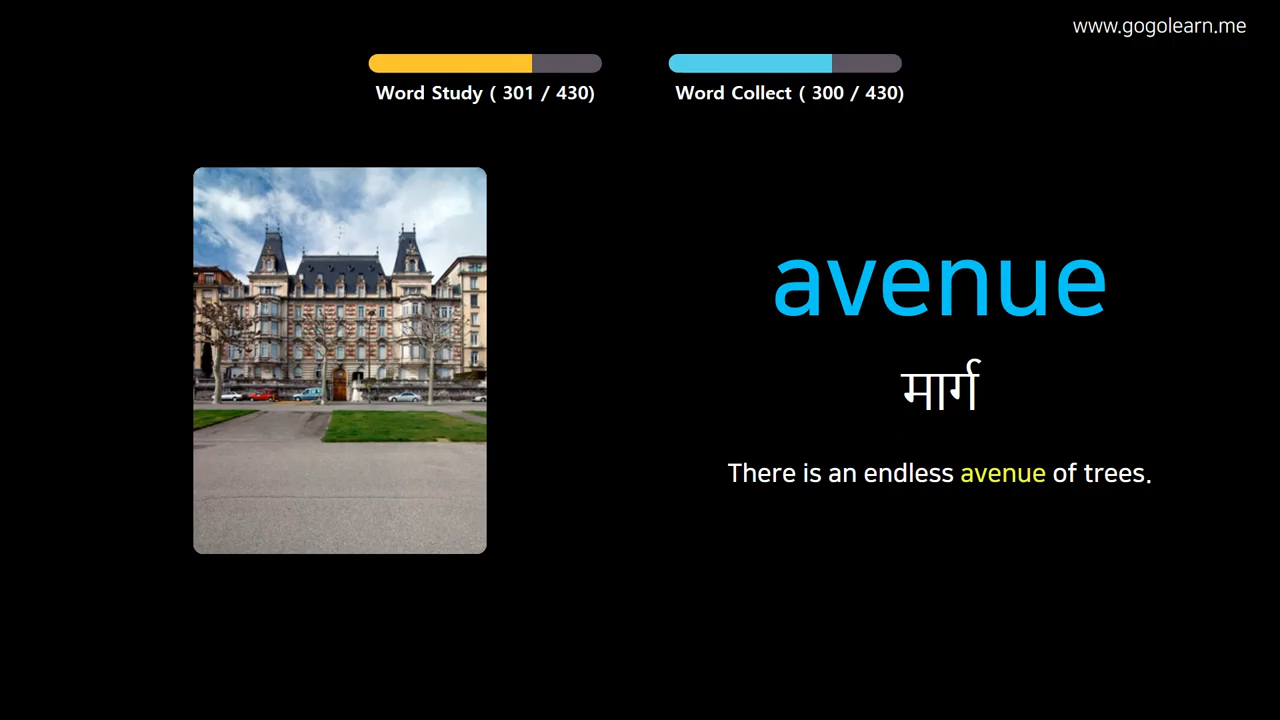 www.gogolearn.me
Word Study ( 301 / 430)
Word Collect ( 300 / 430)
avenue
मार्ग
There is an endless avenue of trees.